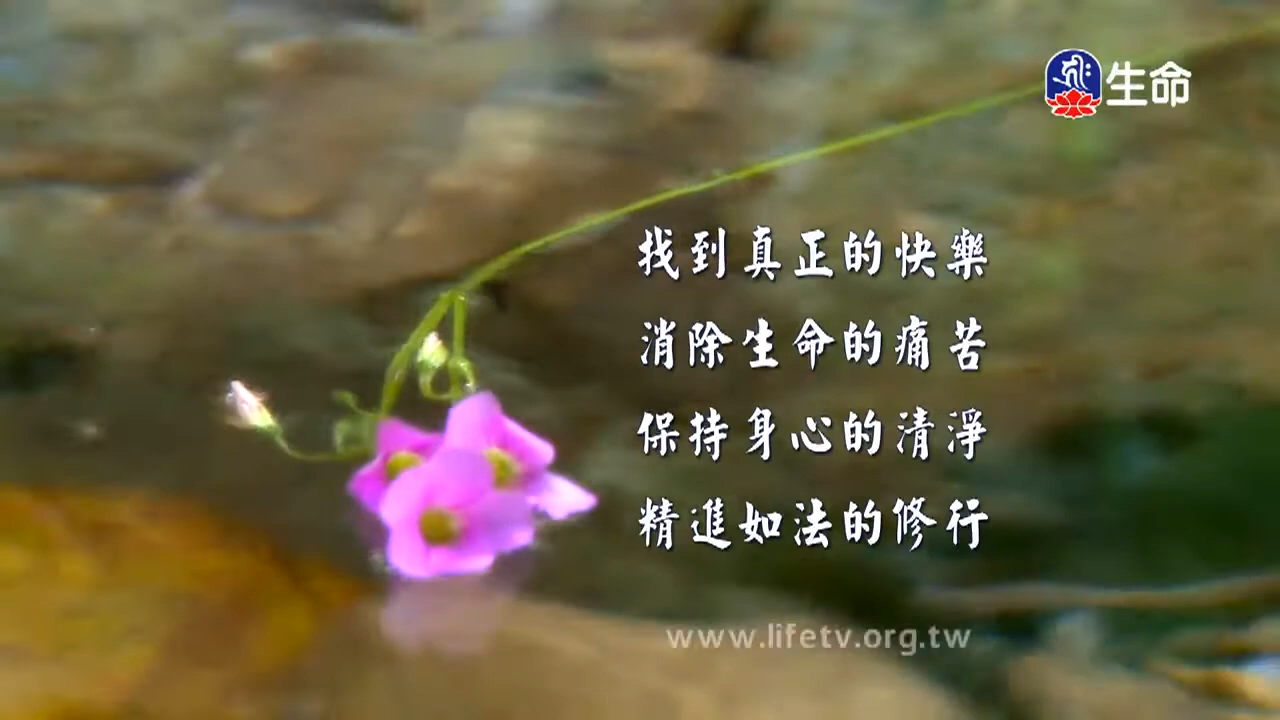 生命
找到真正的快樂
消除生命的痛苦
保持身心的清淨
精進如法的修行
www.lifetv.org.tw